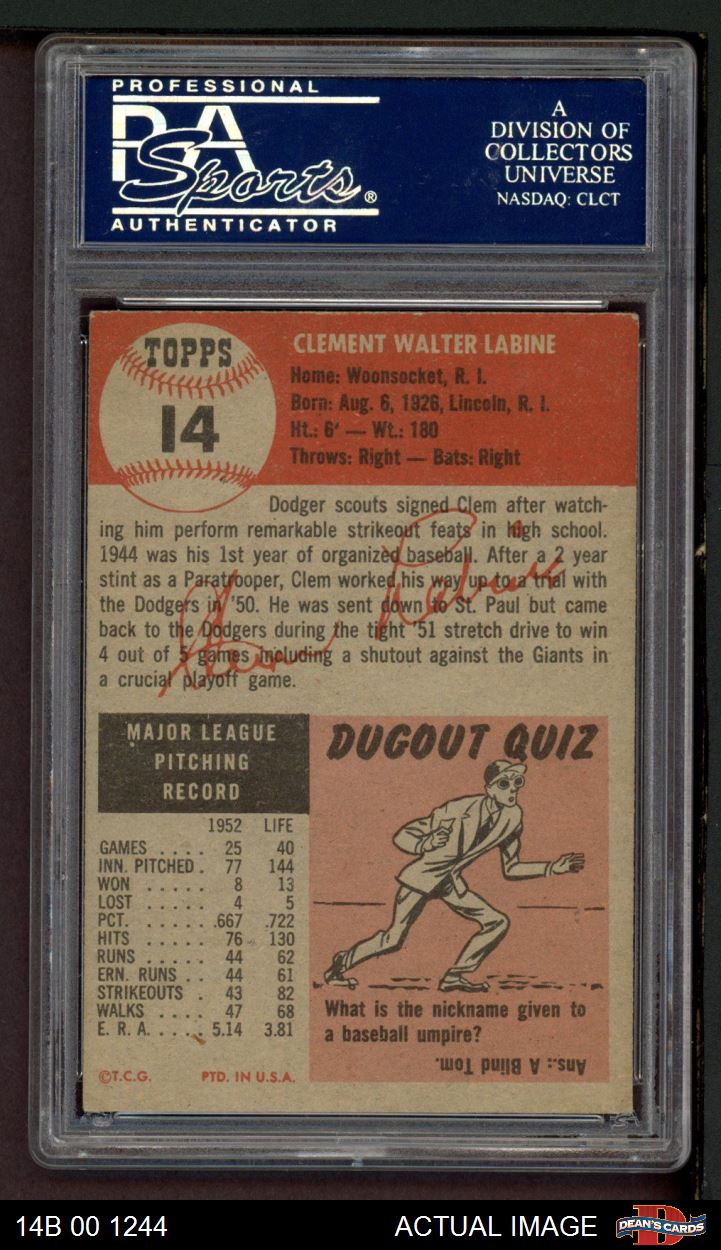 PROFESSIONAL
PSA
Sports®
AUTHENTICATOR
A
DIVISION OF
COLLECTORS
UNIVERSE
NASDAQ: CLCT
TOPPS
14
CLEMENT WALTER LABINE
Home: Woonsocket, R. I.
Born: Aug. 6, 1926, Lincoln, R. I.
Ht.: 6' — Wt.: 180
Throws: Right — Bats: Right
Dodger scouts signed Clem after watch-
ing him perform remarkable strikeout feats in high school.
1944 was his 1st year of organized baseball. After a 2 year
stint as a Paratrooper, Clem worked his way up to a trial with
the Dodgers in '50. He was sent down to St. Paul but came
back to the Dodgers during the tight '51 stretch drive to win
4 out of 5 games including a shutout against the Giants in
a crucial playoff game.
Clem Labine
MAJOR LEAGUE
PITCHING
RECORD
1952 LIFE
GAMES . . . . 25 40
INN. PITCHED . 77 144
WON . . . . . 8 13
LOST . . . . . 4 5
PCT. . . . . . .667 .722
HITS . . . . . 76 130
RUNS . . . . . 44 62
ERN. RUNS . . 44 61
STRIKEOUTS . 43 82
WALKS . . . . 47 68
E. R. A. . . . . 5.14 3.81
©T.C.G. PTD. IN U.S.A.
DUGOUT QUIZ
What is the nickname given to
a baseball umpire?
Ans.: A Blind Tom.
14B 00 1244
ACTUAL IMAGE
D
DEAN'S CARDS